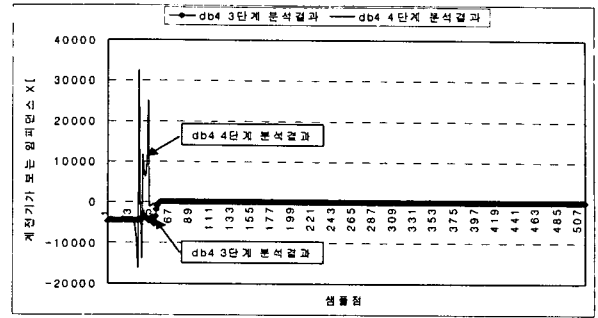 db4 3단계 분석결과 db4 4단계 분석결과
계전기가 보는 임피던스 X[
40000
30000
20000
10000
0
-10000
-20000
db4 4단계 분석결과
db4 3단계 분석결과
1 67 89 111 133 155 177 199 221 243 265 287 309 331 353 375 397 419 441 463 485 507
샘플점